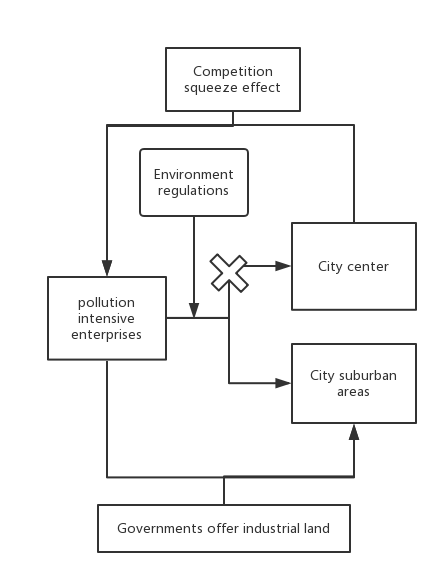 Competition
squeeze effect
Environment
regulations
City center
pollution
intensive
enterprises
City suburban
areas
Governments offer industrial land